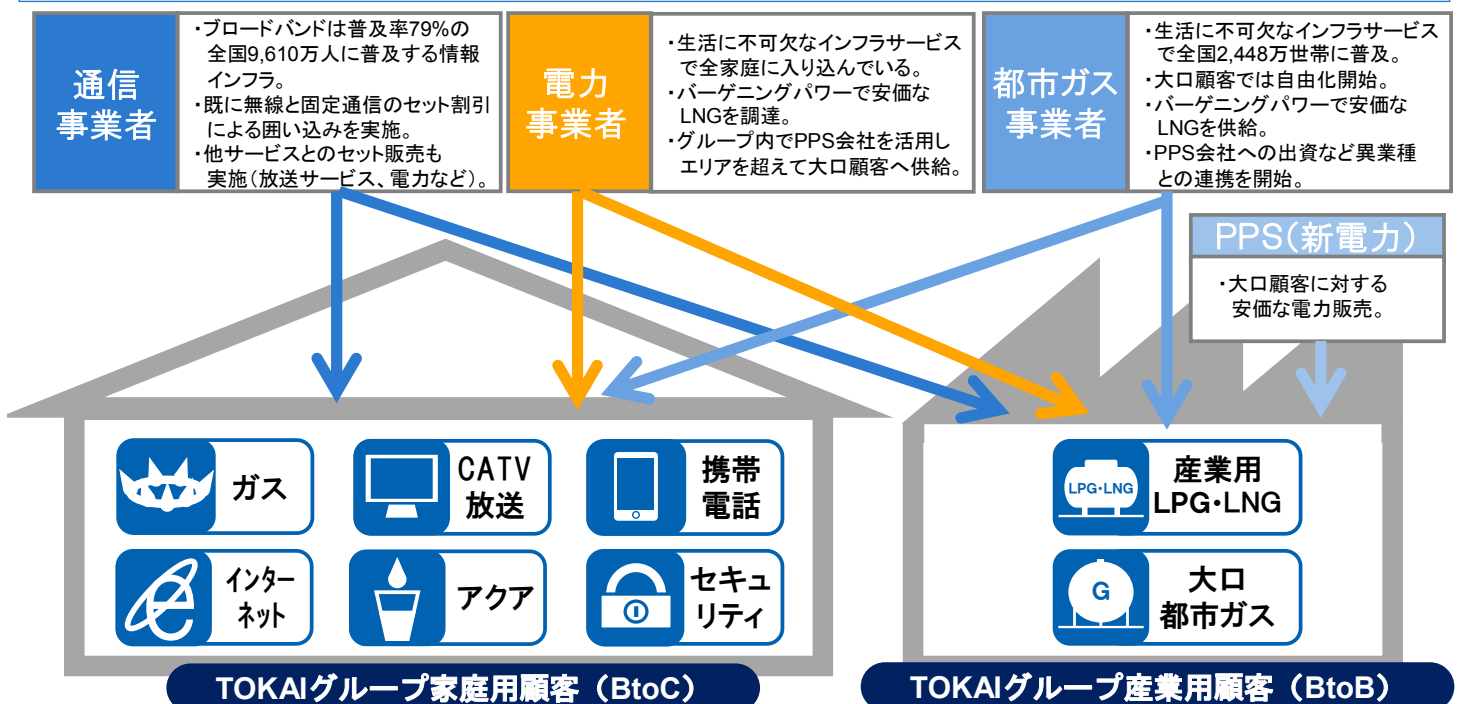 通信
事業者
・ブロードバンドは普及率79%の
全国9,610万人に普及する情報
インフラ。
・既に無線と固定通信のセット割引
による囲い込みを実施。
・他サービスとのセット販売も
実施（放送サービス、電力など）。
電力
事業者
・生活に不可欠なインフラサービス
で全家庭に入り込んでいる。
・バーゲニングパワーで安価な
LNGを調達。
・グループ内でPPS会社を活用し
エリアを超えて大口顧客へ供給。
都市ガス
事業者
・生活に不可欠なインフラサービス
で全国2,448万世帯に普及。
・大口顧客では自由化開始。
・バーゲニングパワーで安価な
LNGを供給。
・PPS会社への出資など異業種
との連携を開始。
PPS（新電力）
・大口顧客に対する
安価な電力販売。
ガス
CATV
放送
携帯
電話
インター
ネット
アクア
セキュ
リティ
LPG・LNG
産業用
LPG・LNG
G
大口
都市ガス
TOKAIグループ家庭用顧客（BtoC）
TOKAIグループ産業用顧客（BtoB）